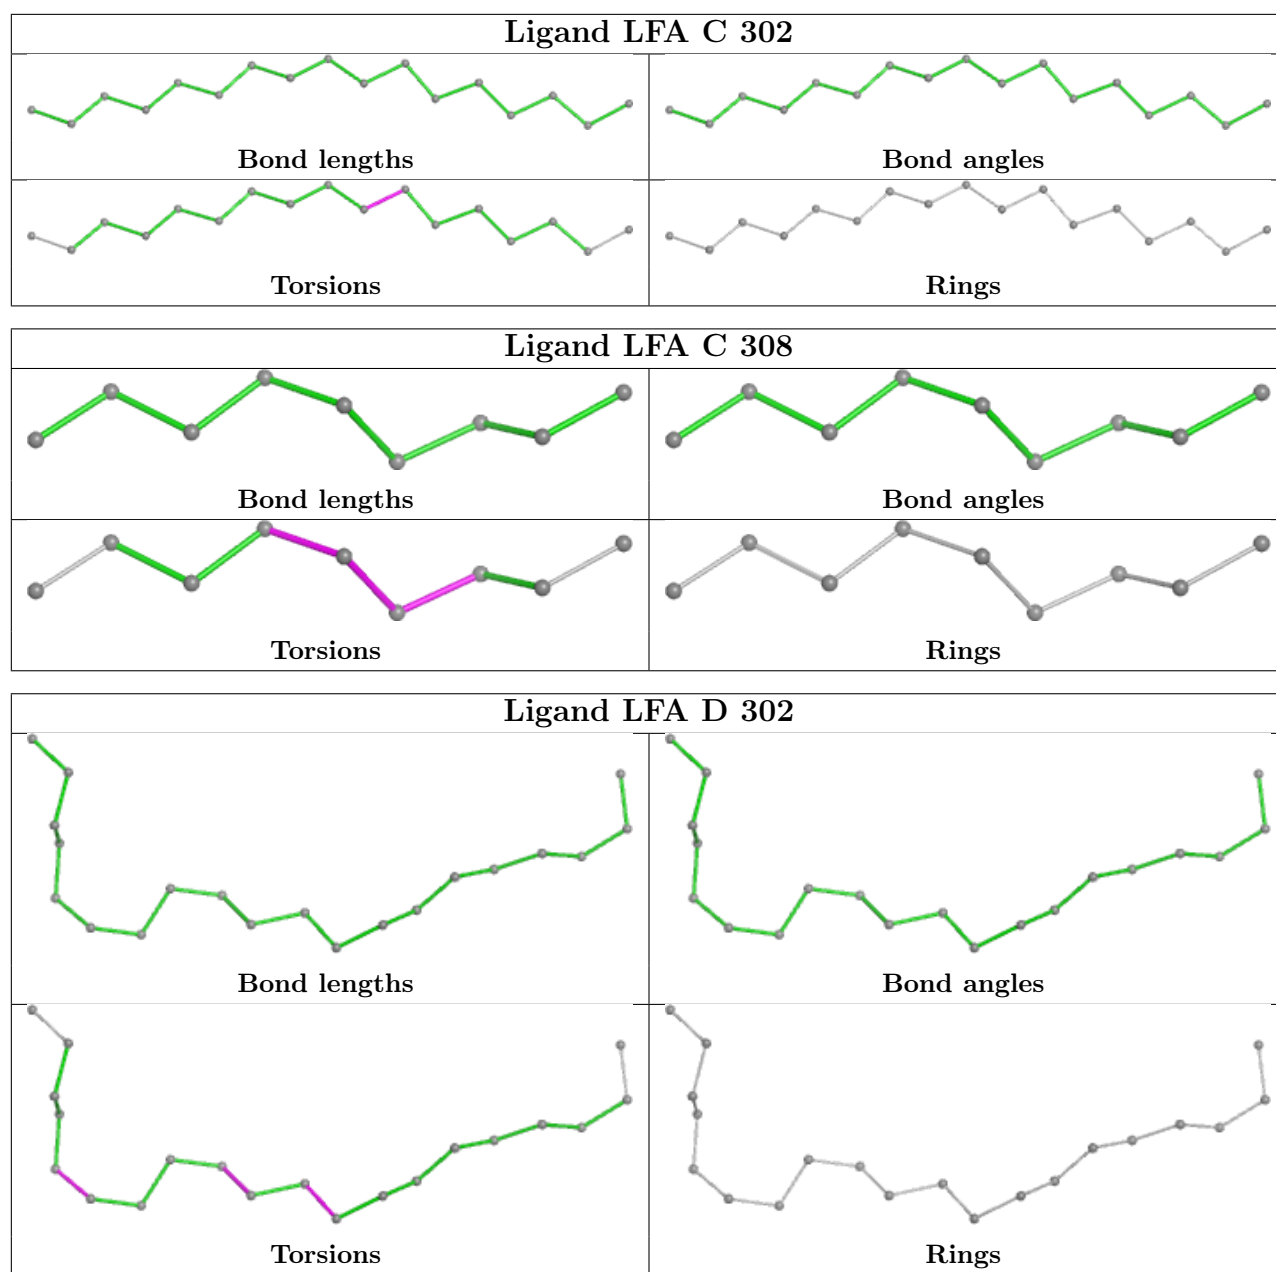 Ligand LFA C 302
Bond lengths
Bond angles
Torsions
Rings
Ligand LFA C 308
Bond lengths
Bond angles
Torsions
Rings
Ligand LFA D 302
Bond lengths
Bond angles
Torsions
Rings